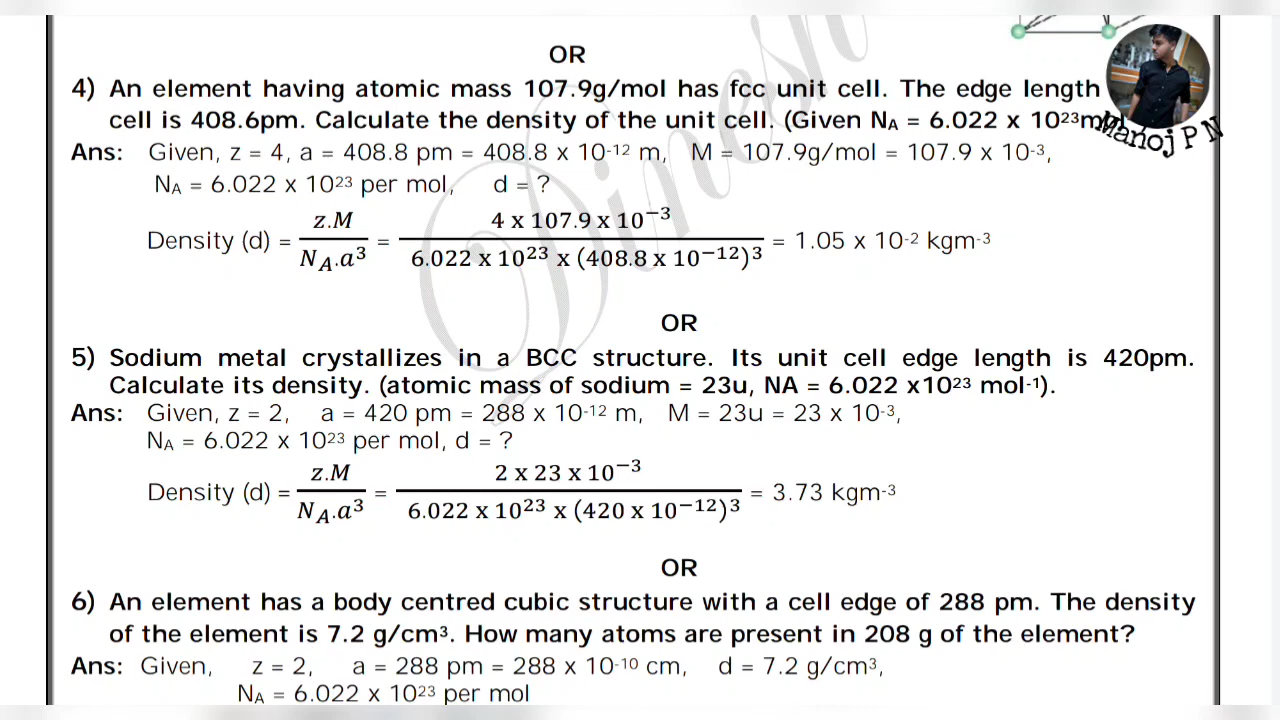 OR
4) An element having atomic mass 107.9g/mol has fcc unit cell. The edge length
cell is 408.6pm. Calculate the density of the unit cell. (Given Nᴀ = 6.022 x 10²³m
Manoj P N
Ans: Given, z = 4, a = 408.8 pm = 408.8 x 10⁻¹² m, M = 107.9g/mol = 107.9 x 10⁻³,
Nᴀ = 6.022 x 10²³ per mol, d = ?
Density (d) = z.M / Nᴀ.a³ = 4 x 107.9 x 10⁻³ / 6.022 x 10²³ x (408.8 x 10⁻¹²)³ = 1.05 x 10⁻² kgm⁻³
OR
5) Sodium metal crystallizes in a BCC structure. Its unit cell edge length is 420pm.
Calculate its density. (atomic mass of sodium = 23u, NA = 6.022 x10²³ mol⁻¹).
Ans: Given, z = 2, a = 420 pm = 288 x 10⁻¹² m, M = 23u = 23 x 10⁻³,
Nᴀ = 6.022 x 10²³ per mol, d = ?
Density (d) = z.M / Nᴀ.a³ = 2 x 23 x 10⁻³ / 6.022 x 10²³ x (420 x 10⁻¹²)³ = 3.73 kgm⁻³
OR
6) An element has a body centred cubic structure with a cell edge of 288 pm. The density
of the element is 7.2 g/cm³. How many atoms are present in 208 g of the element?
Ans: Given, z = 2, a = 288 pm = 288 x 10⁻¹⁰ cm, d = 7.2 g/cm³,
Nᴀ = 6.022 x 10²³ per mol
Dinesh